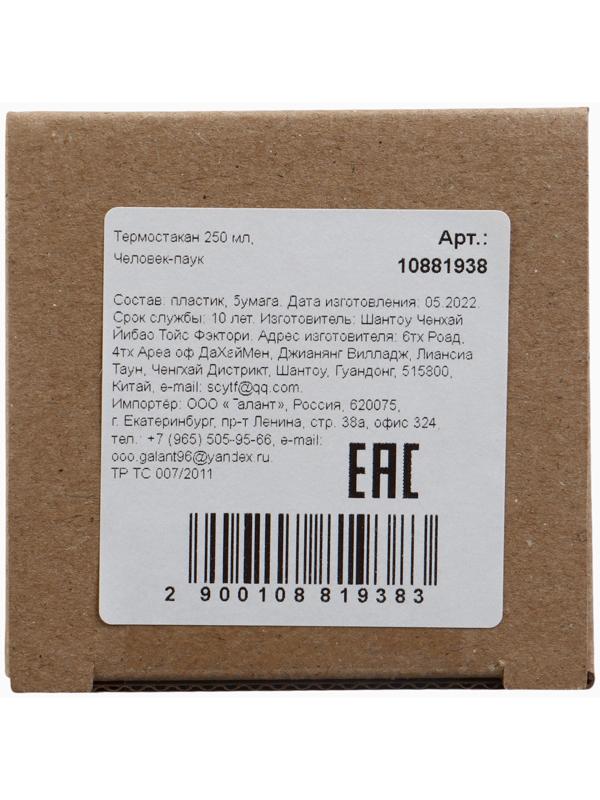 Термостакан 250 мл,
Человек-паук
Арт.:
10881938
Состав: пластик, бумага. Дата изготовления: 05.2022.
Срок службы: 10 лет. Изготовитель: Шантоу Ченхай
Йибао Тойс Фэктори. Адрес изготовителя: 6тх Роад,
4тх Ареа оф ДаХейМен, Джианянг Вилладж, Лиансиа
Таун, Ченгхай Дистрикт, Шантоу, Гуандонг, 515800,
Китай, e-mail: scytf@qq.com.
Импортёр: ООО «Галант», Россия, 620075,
г. Екатеринбург, пр-т Ленина, стр. 38а, офис 324,
тел.: +7 (965) 505-95-66, e-mail:
ooo.galant96@yandex.ru.
ТР ТС 007/2011
EAC
2 900108 819383